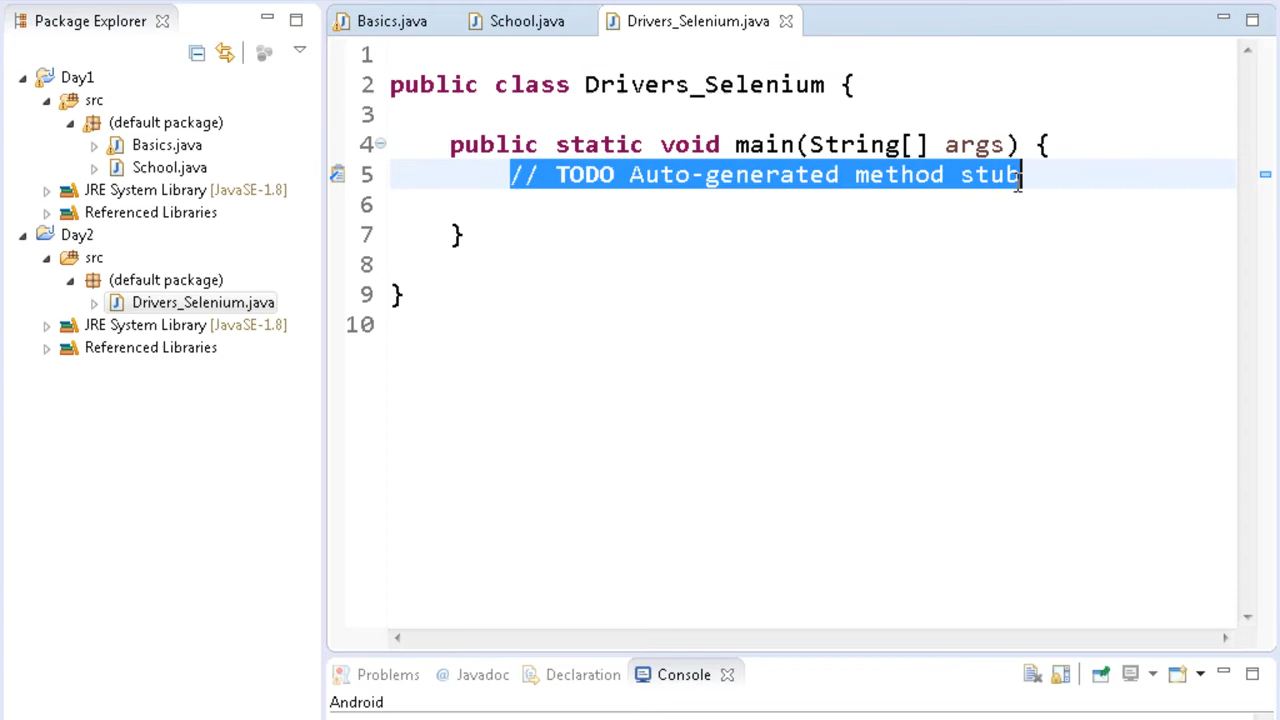 Package Explorer
Day1
src
(default package)
Basics.java
School.java
JRE System Library [JavaSE-1.8]
Referenced Libraries
Day2
src
(default package)
Drivers_Selenium.java
JRE System Library [JavaSE-1.8]
Referenced Libraries
Basics.java School.java Drivers_Selenium.java
1
2 public class Drivers_Selenium {
3
4 public static void main(String[] args) {
5 // TODO Auto-generated method stub
6
7 }
8
9 }
10
Problems @ Javadoc Declaration Console
Android